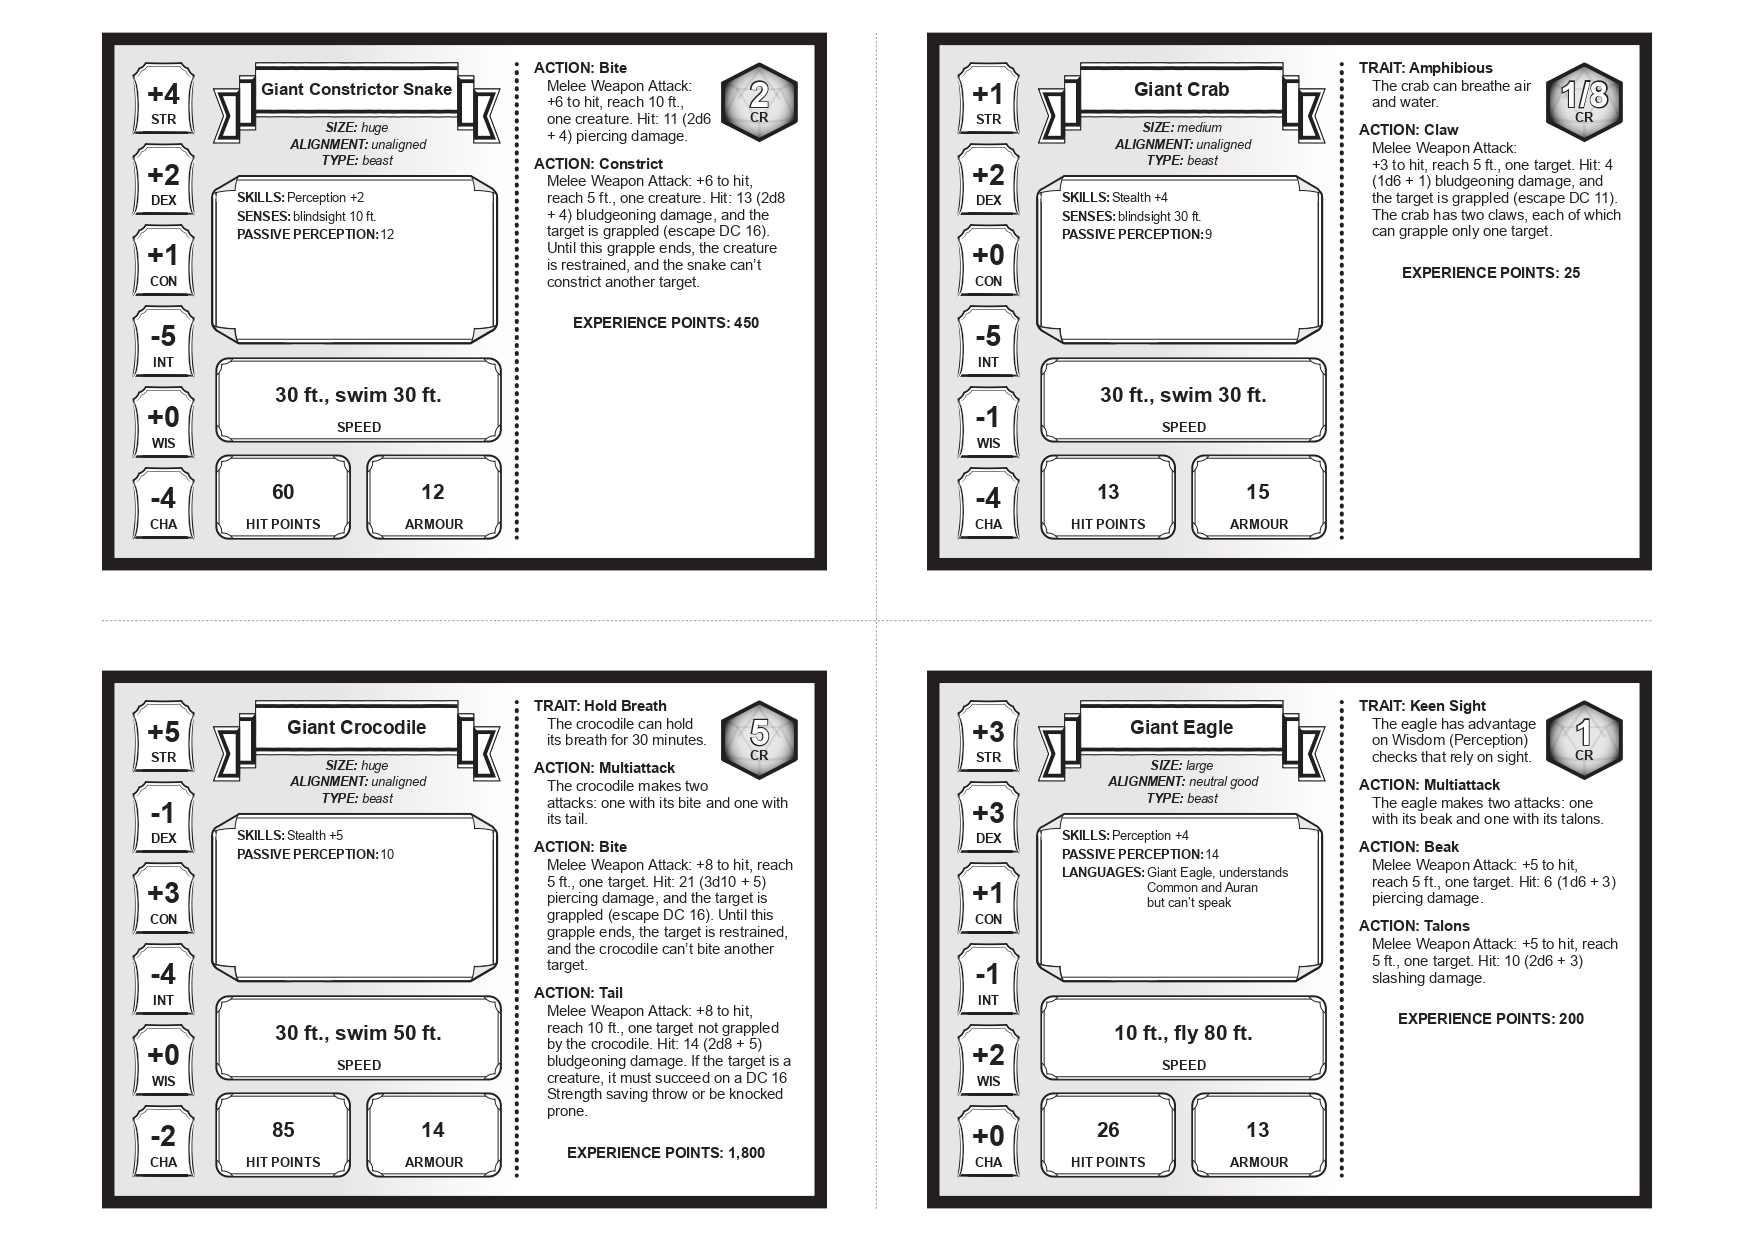 +4
STR
+2
DEX
+1
CON
-5
INT
+0
WIS
-4
CHA
Giant Constrictor Snake
SIZE: huge
ALIGNMENT: unaligned
TYPE: beast
SKILLS: Perception +2
SENSES: blindsight 10 ft.
PASSIVE PERCEPTION: 12
30 ft., swim 30 ft.
SPEED
60
HIT POINTS
12
ARMOUR
ACTION: Bite
Melee Weapon Attack:
+6 to hit, reach 10 ft.,
one creature. Hit: 11 (2d6
+ 4) piercing damage.
2
CR
ACTION: Constrict
Melee Weapon Attack: +6 to hit,
reach 5 ft., one creature. Hit: 13 (2d8
+ 4) bludgeoning damage, and the
target is grappled (escape DC 16).
Until this grapple ends, the creature
is restrained, and the snake can’t
constrict another target.
EXPERIENCE POINTS: 450
+1
STR
+2
DEX
+0
CON
-5
INT
-1
WIS
-4
CHA
Giant Crab
SIZE: medium
ALIGNMENT: unaligned
TYPE: beast
SKILLS: Stealth +4
SENSES: blindsight 30 ft.
PASSIVE PERCEPTION: 9
30 ft., swim 30 ft.
SPEED
13
HIT POINTS
15
ARMOUR
TRAIT: Amphibious
The crab can breathe air
and water.
1/8
CR
ACTION: Claw
Melee Weapon Attack:
+3 to hit, reach 5 ft., one target. Hit: 4
(1d6 + 1) bludgeoning damage, and
the target is grappled (escape DC 11).
The crab has two claws, each of which
can grapple only one target.
EXPERIENCE POINTS: 25
+5
STR
-1
DEX
+3
CON
-4
INT
+0
WIS
-2
CHA
Giant Crocodile
SIZE: huge
ALIGNMENT: unaligned
TYPE: beast
SKILLS: Stealth +5
PASSIVE PERCEPTION: 10
30 ft., swim 50 ft.
SPEED
85
HIT POINTS
14
ARMOUR
TRAIT: Hold Breath
The crocodile can hold
its breath for 30 minutes.
5
CR
ACTION: Multiattack
The crocodile makes two
attacks: one with its bite and one with
its tail.
ACTION: Bite
Melee Weapon Attack: +8 to hit, reach
5 ft., one target. Hit: 21 (3d10 + 5)
piercing damage, and the target is
grappled (escape DC 16). Until this
grapple ends, the target is restrained,
and the crocodile can’t bite another
target.
ACTION: Tail
Melee Weapon Attack: +8 to hit,
reach 10 ft., one target not grappled
by the crocodile. Hit: 14 (2d8 + 5)
bludgeoning damage. If the target is a
creature, it must succeed on a DC 16
Strength saving throw or be knocked
prone.
EXPERIENCE POINTS: 1,800
+3
STR
+3
DEX
+1
CON
-1
INT
+2
WIS
+0
CHA
Giant Eagle
SIZE: large
ALIGNMENT: neutral good
TYPE: beast
SKILLS: Perception +4
PASSIVE PERCEPTION: 14
LANGUAGES: Giant Eagle, understands
Common and Auran
but can’t speak
10 ft., fly 80 ft.
SPEED
26
HIT POINTS
13
ARMOUR
TRAIT: Keen Sight
The eagle has advantage
on Wisdom (Perception)
checks that rely on sight.
1
CR
ACTION: Multiattack
The eagle makes two attacks: one
with its beak and one with its talons.
ACTION: Beak
Melee Weapon Attack: +5 to hit,
reach 5 ft., one target. Hit: 6 (1d6 + 3)
piercing damage.
ACTION: Talons
Melee Weapon Attack: +5 to hit, reach
5 ft., one target. Hit: 10 (2d6 + 3)
slashing damage.
EXPERIENCE POINTS: 200